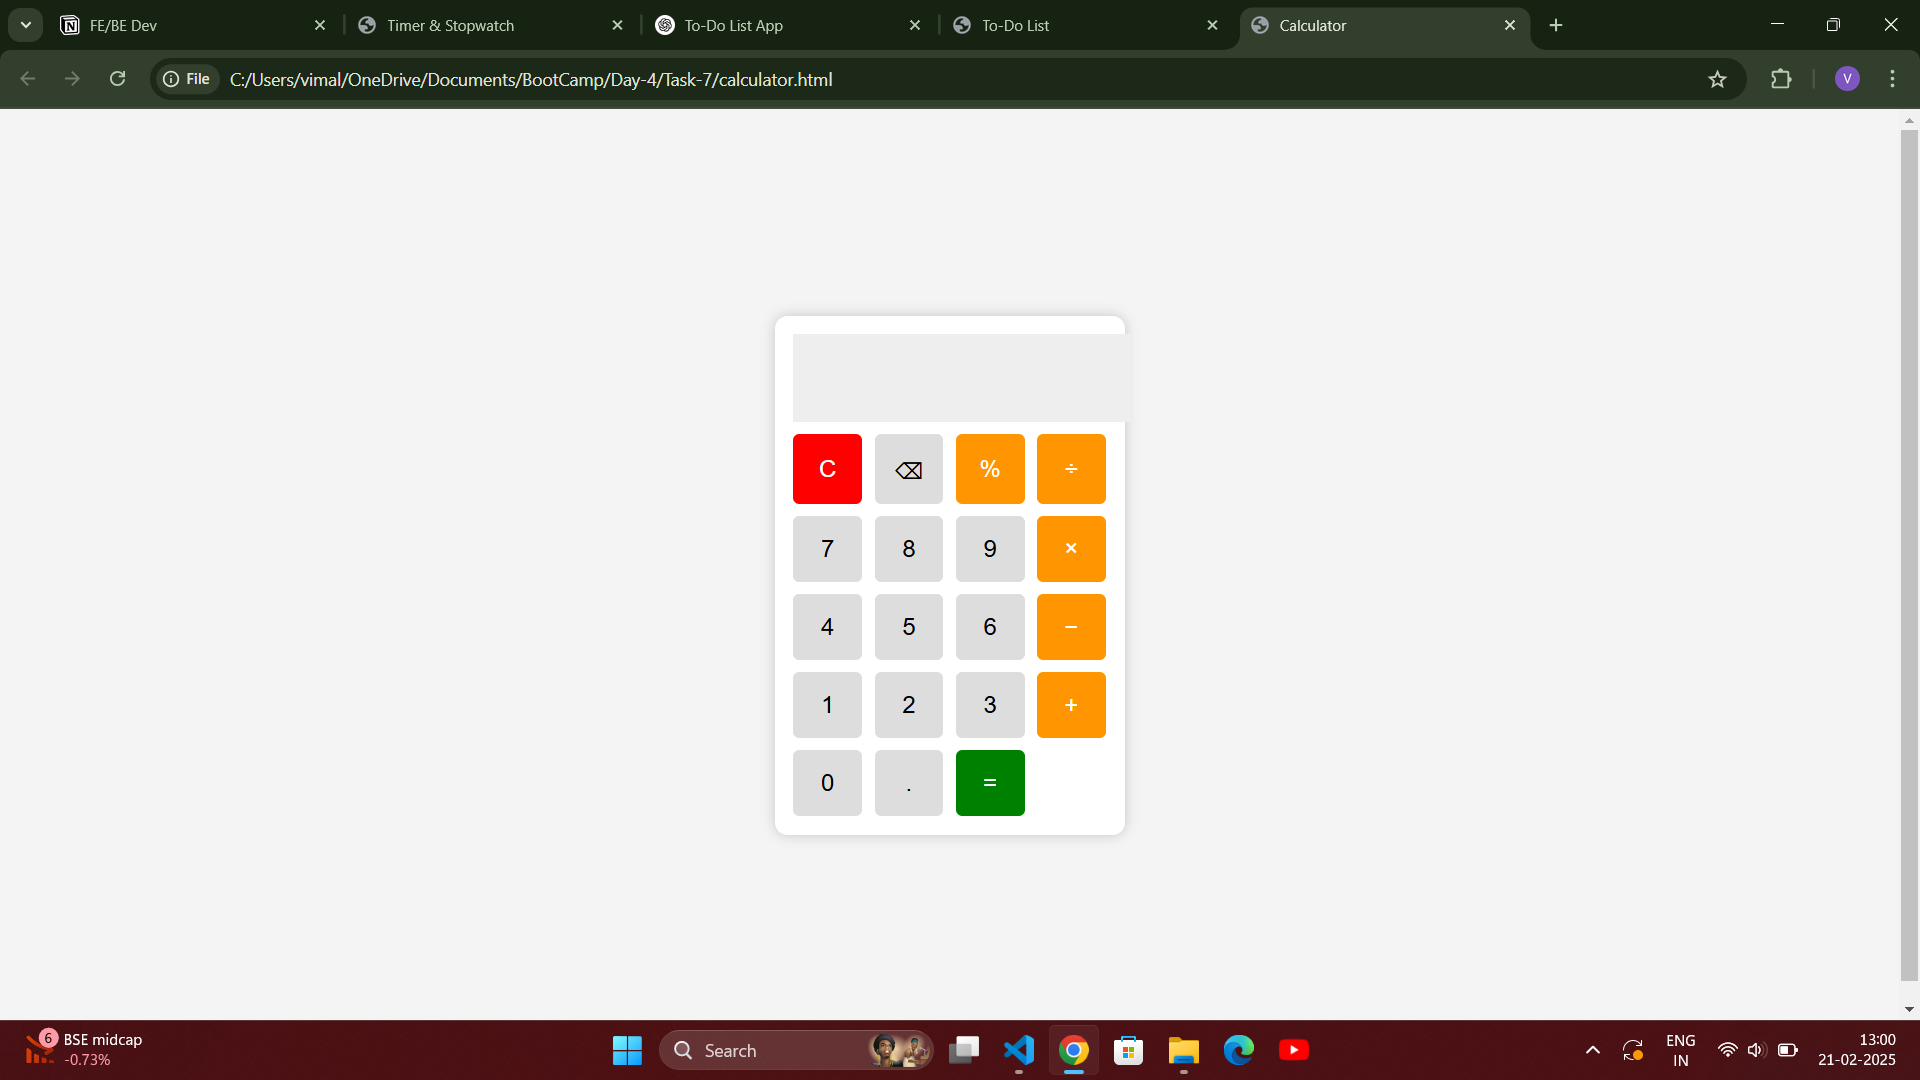 FE/BE Dev
Timer & Stopwatch
To-Do List App
To-Do List
Calculator
File
C:/Users/vimal/OneDrive/Documents/BootCamp/Day-4/Task-7/calculator.html
V
C ⌫ % ÷
7 8 9 ×
4 5 6 −
1 2 3 +
0 . =
6
BSE midcap
-0.73%
Search
ENG
IN
13:00
21-02-2025